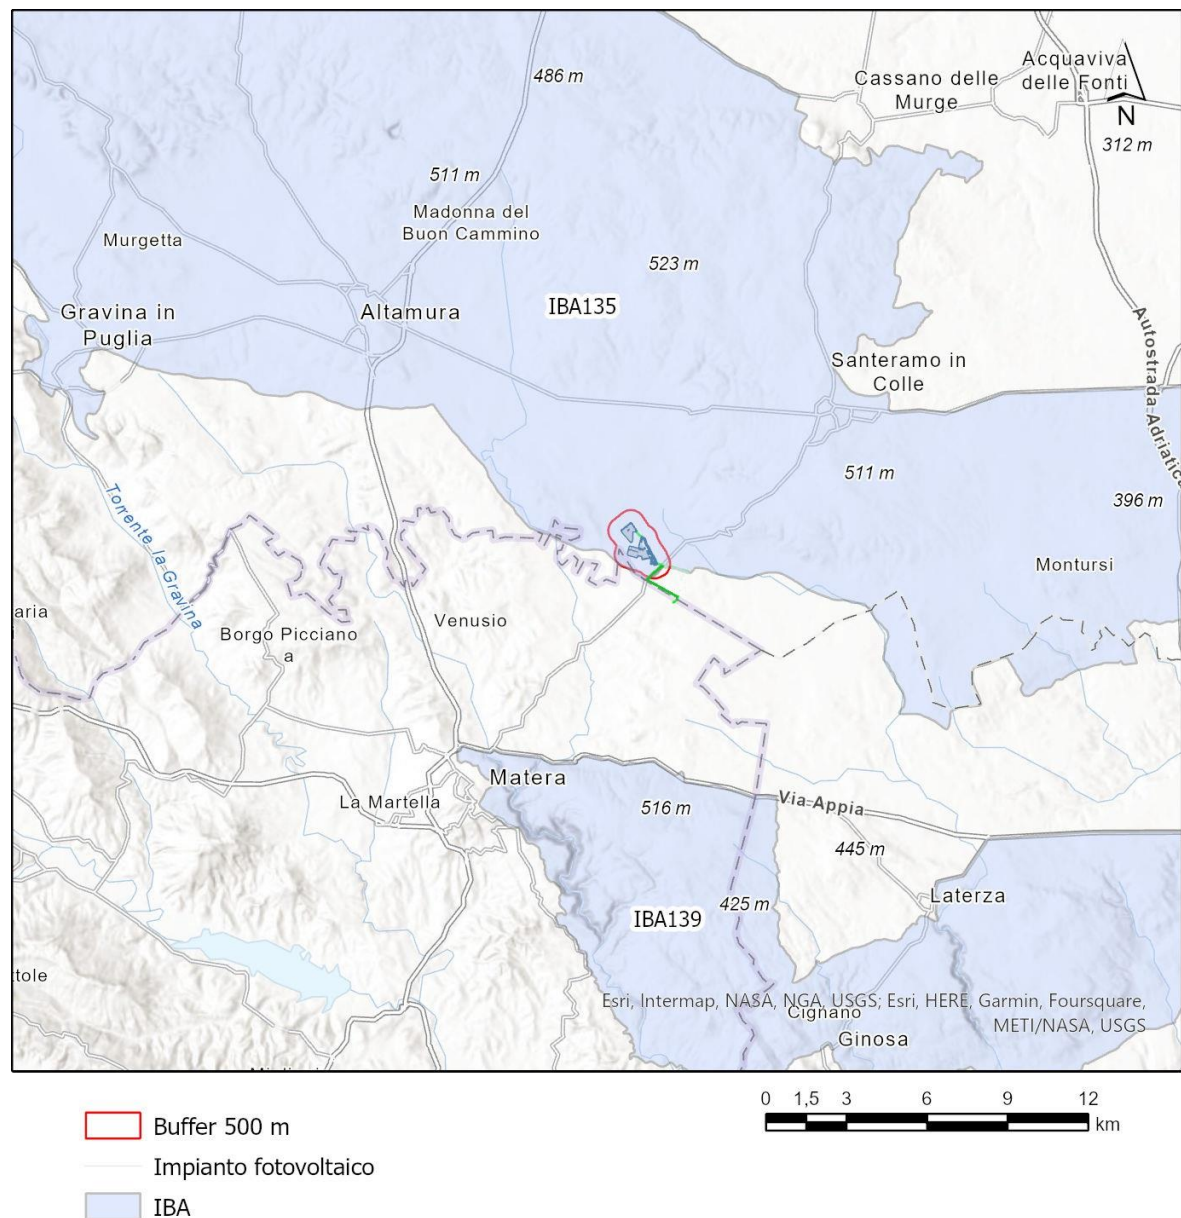 486 m
Cassano delle
Murge
Acquaviva
delle Fonti
N
312 m
511 m
Madonna del
Buon Cammino
Murgetta
523 m
IBA135
Gravina in
Puglia
Altamura
Autostrada Adriatica
Santeramo in
Colle
511 m
396 m
Torrente la Gravina
Montursi
aria
Borgo Picciano
a
Venusio
Matera
La Martella
516 m
Via Appia
445 m
425 m
Laterza
IBA139
ttole
Esri, Intermap, NASA, NGA, USGS; Esri, HERE, Garmin, Foursquare,
METI/NASA, USGS
Cignano
Ginosa
0 1,5 3 6 9 12
km
Buffer 500 m
Impianto fotovoltaico
IBA